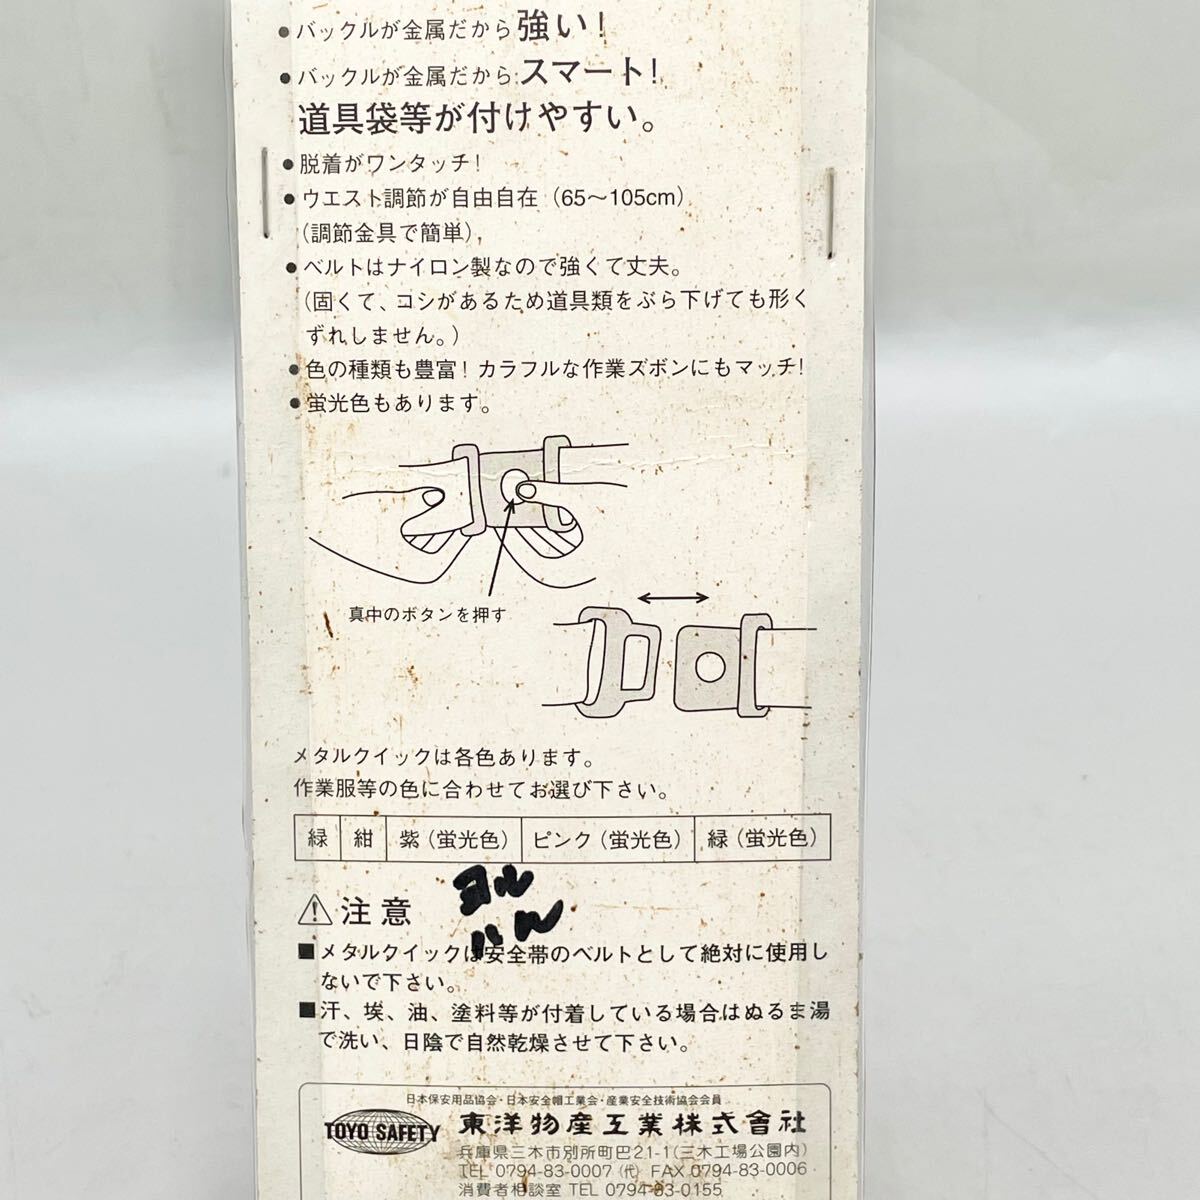 ●バックルが金属だから強い!
●バックルが金属だからスマート!
道具袋等が付けやすい。
●脱着がワンタッチ!
●ウエスト調節が自由自在（65〜105cm）
（調節金具で簡単）
●ベルトはナイロン製なので強くて丈夫。
（固くて、コシがあるため道具類をぶら下げても形く
ずれしません。）
●色の種類も豊富! カラフルな作業ズボンにもマッチ!
●蛍光色もあります。
真中のボタンを押す
メタルクイックは各色あります。
作業服等の色に合わせてお選び下さい。
緑 紺 紫（蛍光色） ピンク（蛍光色） 緑（蛍光色）
ヨル
ハん
⚠注意
■メタルクイックは安全帯のベルトとして絶対に使用し
ないで下さい。
■汗、埃、油、塗料等が付着している場合はぬるま湯
で洗い、日陰で自然乾燥させて下さい。
日本保安用品協会・日本安全帽工業会・産業安全技術協会会員
TOYO SAFETY 東洋物産工業株式會社
兵庫県三木市別所町巴21-1（三木工場公園内）
TEL 0794-83-0007（代） FAX 0794-83-0006
消費者相談室 TEL 0794-83-0155